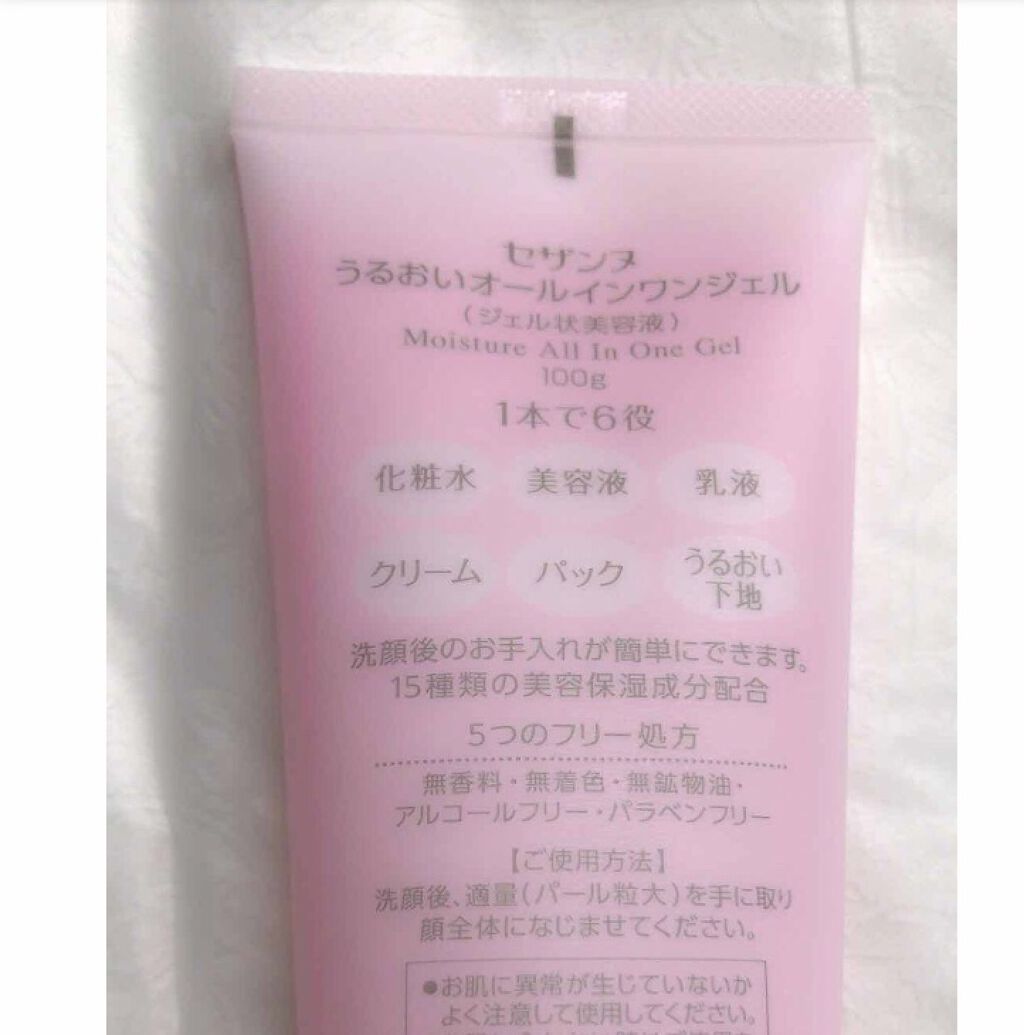 セザンヌ
うるおいオールインワンジェル
（ジェル状美容液）
Moisture All In One Gel
100g
1本で6役
化粧水 美容液 乳液
クリーム パック うるおい下地
洗顔後のお手入れが簡単にできます。
15種類の美容保湿成分配合
5つのフリー処方
無香料・無着色・無鉱物油・
アルコールフリー・パラベンフリー
【ご使用方法】
洗顔後、適量（パール粒大）を手に取り
顔全体になじませてください。
●お肌に異常が生じていないか
よく注意して使用してください。